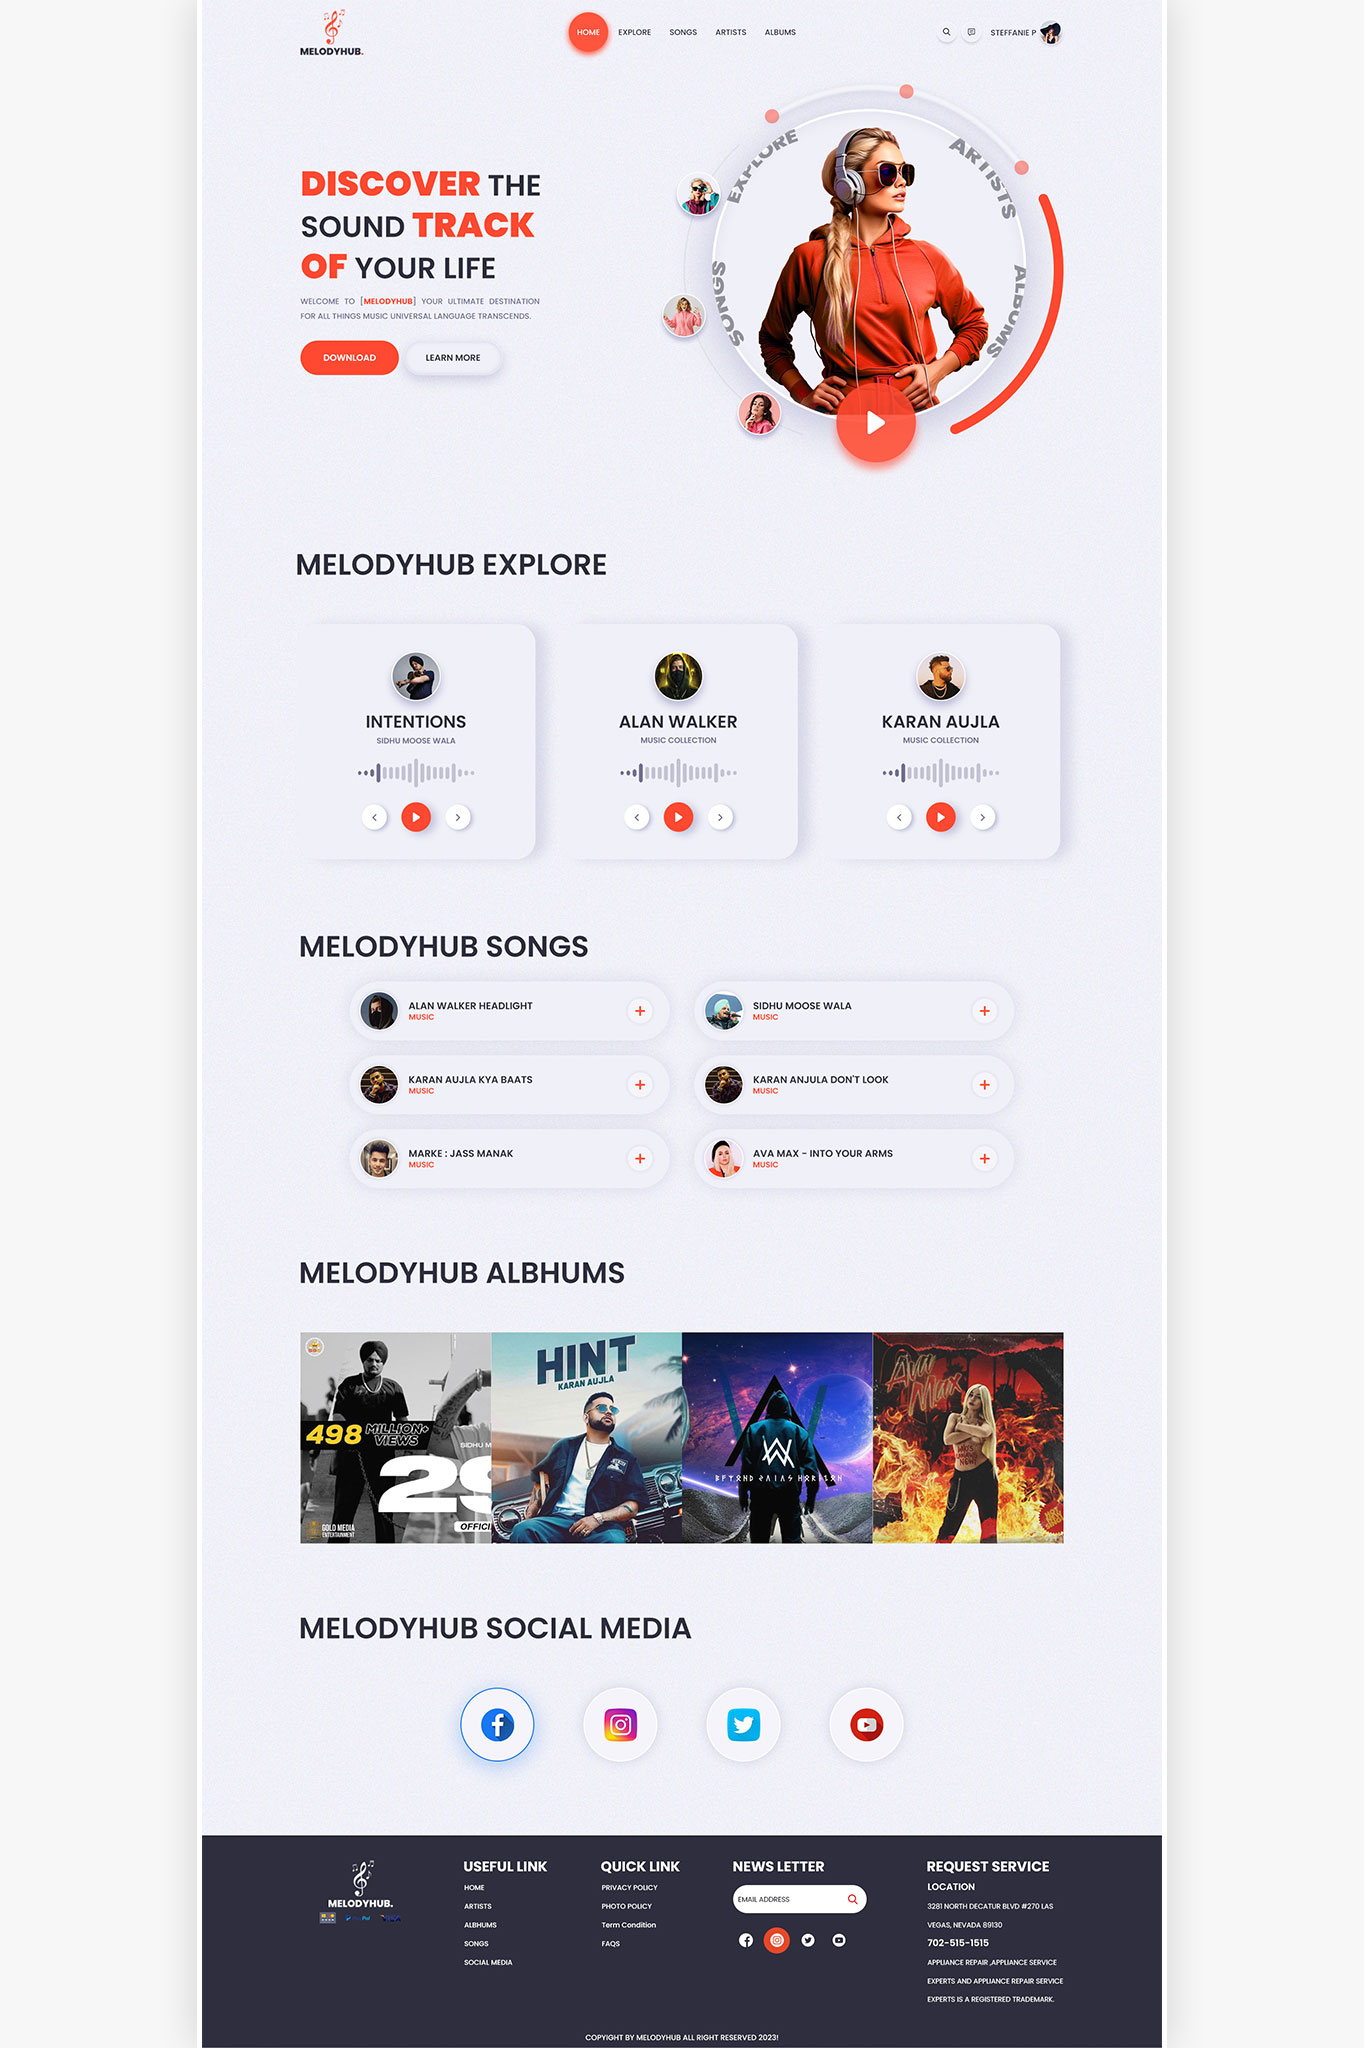 MELODYHUB.
HOME EXPLORE SONGS ARTISTS ALBUMS
STEFFANIE P
DISCOVER THE
SOUND TRACK
OF YOUR LIFE
WELCOME TO [MELODYHUB] YOUR ULTIMATE DESTINATION
FOR ALL THINGS MUSIC UNIVERSAL LANGUAGE TRANSCENDS.
DOWNLOAD
LEARN MORE
SONGS
EXPLORE
ARTISTS
ALBUMS
MELODYHUB EXPLORE
INTENTIONS
SIDHU MOOSE WALA
ALAN WALKER
MUSIC COLLECTION
KARAN AUJLA
MUSIC COLLECTION
MELODYHUB SONGS
ALAN WALKER HEADLIGHT
MUSIC
SIDHU MOOSE WALA
MUSIC
KARAN AUJLA KYA BAATS
MUSIC
KARAN ANJULA DON'T LOOK
MUSIC
MARKE : JASS MANAK
MUSIC
AVA MAX - INTO YOUR ARMS
MUSIC
MELODYHUB ALBHUMS
498 MILLION+
VIEWS
SIDHU M
29
OFFICI
GOLD MEDIA
ENTERTAINMENT
HINT
KARAN AUJLA
Ava
Max
MELODYHUB SOCIAL MEDIA
MELODYHUB.
USEFUL LINK
HOME
ARTISTS
ALBHUMS
SONGS
SOCIAL MEDIA
QUICK LINK
PRIVACY POLICY
PHOTO POLICY
Term Condition
FAQS
NEWS LETTER
EMAIL ADDRESS
REQUEST SERVICE
LOCATION
3281 NORTH DECATUR BLVD #270 LAS
VEGAS, NEVADA 89130
702-515-1515
APPLIANCE REPAIR ,APPLIANCE SERVICE
EXPERTS AND APPLIANCE REPAIR SERVICE
EXPERTS IS A REGISTERED TRADEMARK.
COPYIGHT BY MELODYHUB ALL RIGHT RESERVED 2023!